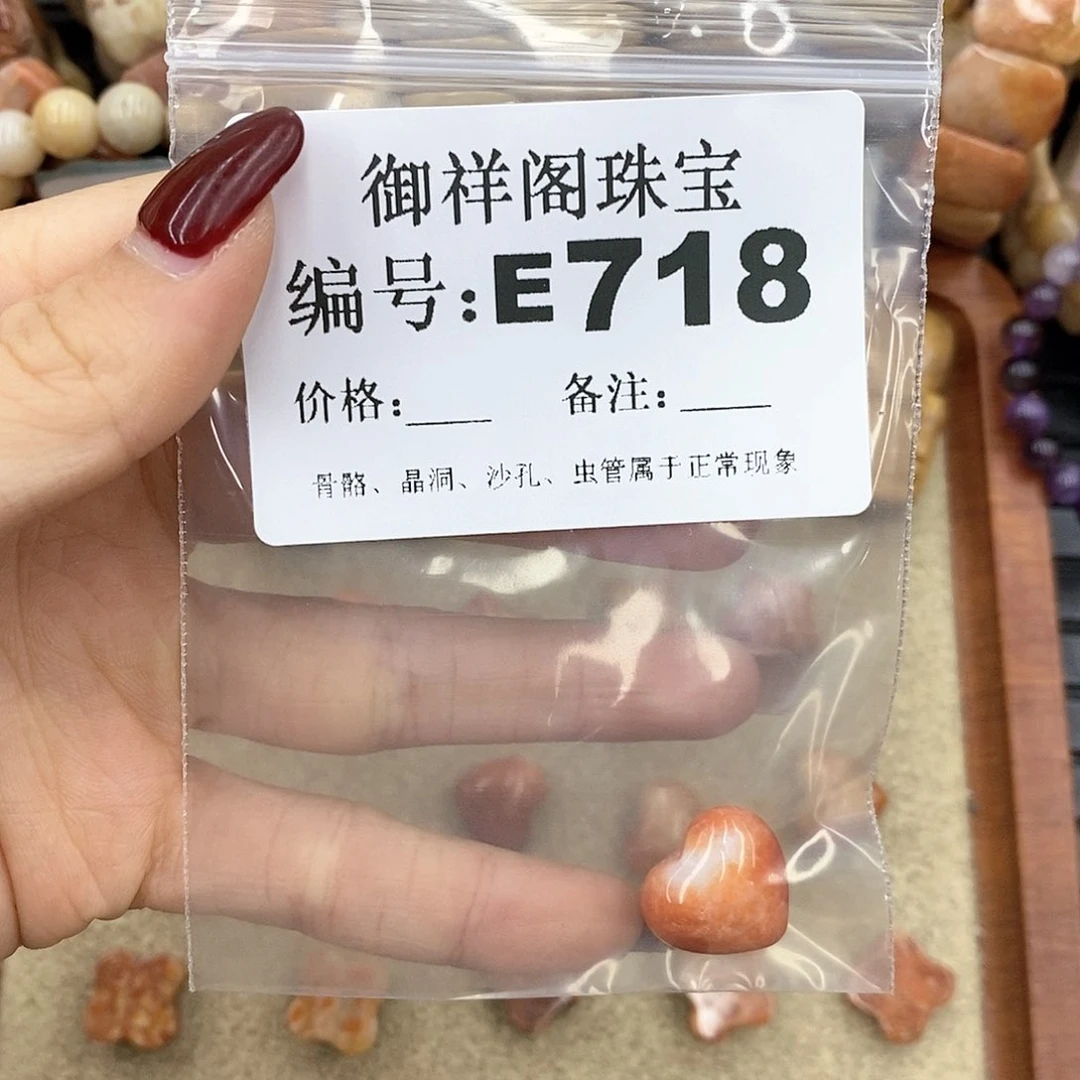 御祥阁珠宝
编号:E718
价格:___ 备注:____
骨骼、晶洞、沙孔、虫管属于正常现象